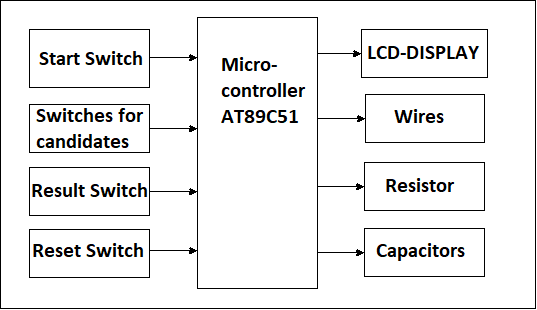 Start Switch
Switches for
candidates
Result Switch
Reset Switch
Micro-
controller
AT89C51
LCD-DISPLAY
Wires
Resistor
Capacitors